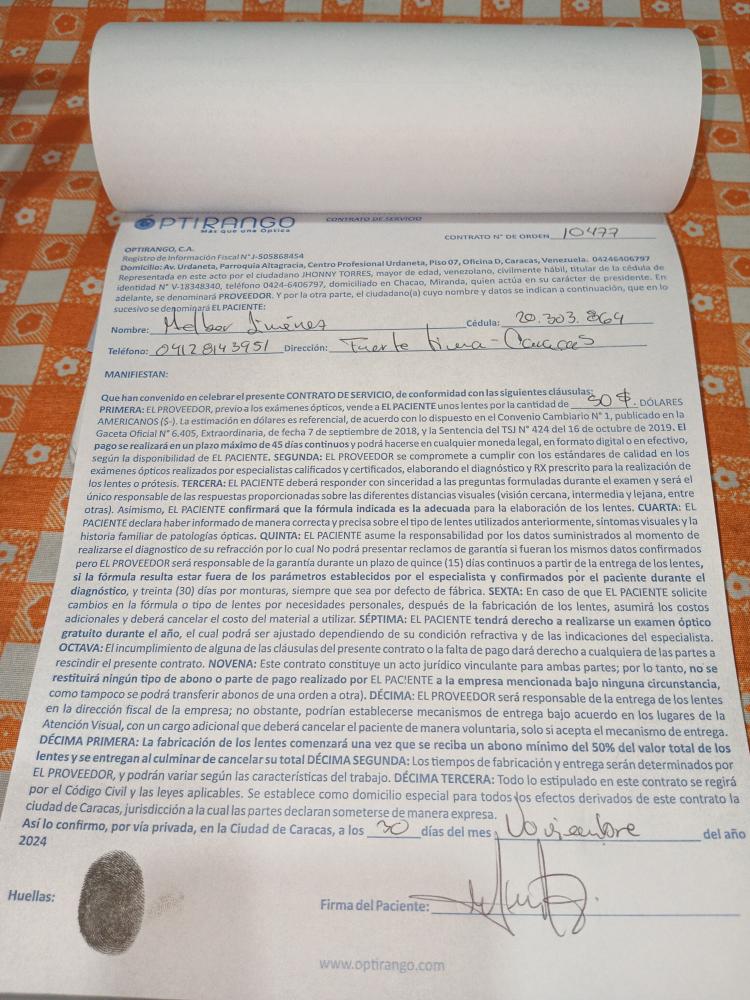 ÓPTIRANGO
Más que una Óptica
CONTRATO DE SERVICIO
CONTRATO N° DE ORDEN 10477
OPTIRANGO, C.A.
Registro de Información Fiscal N° J-505868454
Domicilio: Av. Urdaneta, Parroquia Altagracia, Centro Profesional Urdaneta, Piso 07, Oficina D, Caracas, Venezuela. 04246406797
Representada en este acto por el ciudadano JHONNY TORRES, mayor de edad, venezolano, civilmente hábil, titular de la cédula de
identidad N° V-18348340, teléfono 0424-6406797, domiciliado en Chacao, Miranda, quien actúa en su carácter de presidente. En
adelante, se denominará PROVEEDOR. Y por la parte otra, el ciudadano(a) cuyo nombre y datos se indican a continuación, que en lo
sucesivo se denominará EL PACIENTE:
Nombre: Jiménez Cédula: 20.303.864
Teléfono: 04128143951 Dirección: Fuerte tiuna - Caracas
MANIFIESTAN:
Que han convenido en celebrar el presente CONTRATO DE SERVICIO, de conformidad con las siguientes cláusulas:
PRIMERA: EL PROVEEDOR, previo a los exámenes ópticos, vende a EL PACIENTE unos lentes por la cantidad de $. DÓLARES
AMERICANOS ($-). La estimación en dólares es referencial, de acuerdo con lo dispuesto en el Convenio Cambiario N° 1, publicado en la
Gaceta Oficial N° 6.405, Extraordinaria, de fecha 7 de septiembre de 2018, y la Sentencia del TSJ N° 424 del 16 de octubre de 2019. El
pago se realizará en un plazo máximo de 45 días continuos y podrá hacerse en cualquier moneda legal, en formato digital o en efectivo,
según la disponibilidad de EL PACIENTE. SEGUNDA: EL PROVEEDOR se compromete a cumplir con los estándares de calidad en los
exámenes ópticos realizados por especialistas calificados y certificados, elaborando el diagnóstico y RX prescrito para la realización de
los lentes o prótesis. TERCERA: EL PACIENTE deberá responder con sinceridad a las preguntas formuladas durante el examen y será el
único responsable de las respuestas proporcionadas sobre las diferentes distancias visuales (visión cercana, intermedia y lejana, entre
otras). Asimismo, EL PACIENTE confirmará que la fórmula indicada es la adecuada para la elaboración de los lentes. CUARTA: EL
PACIENTE declara haber informado de manera correcta y precisa sobre el tipo de lentes utilizados anteriormente, síntomas visuales y la
historia familiar de patologías ópticas. QUINTA: EL PACIENTE asume la responsabilidad por los datos suministrados al momento de
realizarse el diagnostico de su refracción por lo cual No podrá presentar reclamos de garantía si fueran los mismos datos confirmados
pero EL PROVEEDOR será responsable de la garantía durante un plazo de quince (15) días continuos a partir de la entrega de los lentes,
si la fórmula resulta estar fuera de los parámetros establecidos por el especialista y confirmados por el paciente durante el
diagnóstico, y treinta (30) días por monturas, siempre que sea por defecto de fábrica. SEXTA: En caso de que EL PACIENTE solicite
cambios en la fórmula o tipo de lentes por necesidades personales, después de la fabricación de los lentes, asumirá los costos
adicionales y deberá cancelar el costo del material a utilizar. SÉPTIMA: EL PACIENTE tendrá derecho a realizarse un examen óptico
gratuito durante el año, el cual podrá ser ajustado dependiendo de su condición refractiva y de las indicaciones del especialista.
OCTAVA: El incumplimiento de alguna de las cláusulas del presente contrato o la falta de pago dará derecho a cualquiera de las partes a
rescindir el presente contrato. NOVENA: Este contrato constituye un acto jurídico vinculante para ambas partes; por lo tanto, no se
restituirá ningún tipo de abono o parte de pago realizado por EL PACIENTE a la empresa mencionada bajo ninguna circunstancia,
como tampoco se podrá transferir abonos de una orden a otra). DÉCIMA: EL PROVEEDOR será responsable de la entrega de los lentes
en la dirección fiscal de la empresa; no obstante, podrían establecerse mecanismos de entrega bajo acuerdo en los lugares de la
Atención Visual, con un cargo adicional que deberá cancelar el paciente de manera voluntaria, solo si acepta el mecanismo de entrega.
DÉCIMA PRIMERA: La fabricación de los lentes comenzará una vez que se reciba un abono mínimo del 50% del valor total de los
lentes y se entregan al culminar de cancelar su total DÉCIMA SEGUNDA: Los tiempos de fabricación y entrega serán determinados por
EL PROVEEDOR, y podrán variar según las características del trabajo. DÉCIMA TERCERA: Todo lo estipulado en este contrato se regirá
por el Código Civil y las leyes aplicables. Se establece como domicilio especial para todos los efectos derivados de este contrato la
ciudad de Caracas, jurisdicción a la cual las partes declaran someterse de manera expresa.
Así lo confirmo, por vía privada, en la Ciudad de Caracas, a los 30 días del mes Noviembre del año
2024
Huellas:
Firma del Paciente:
www.optirango.com